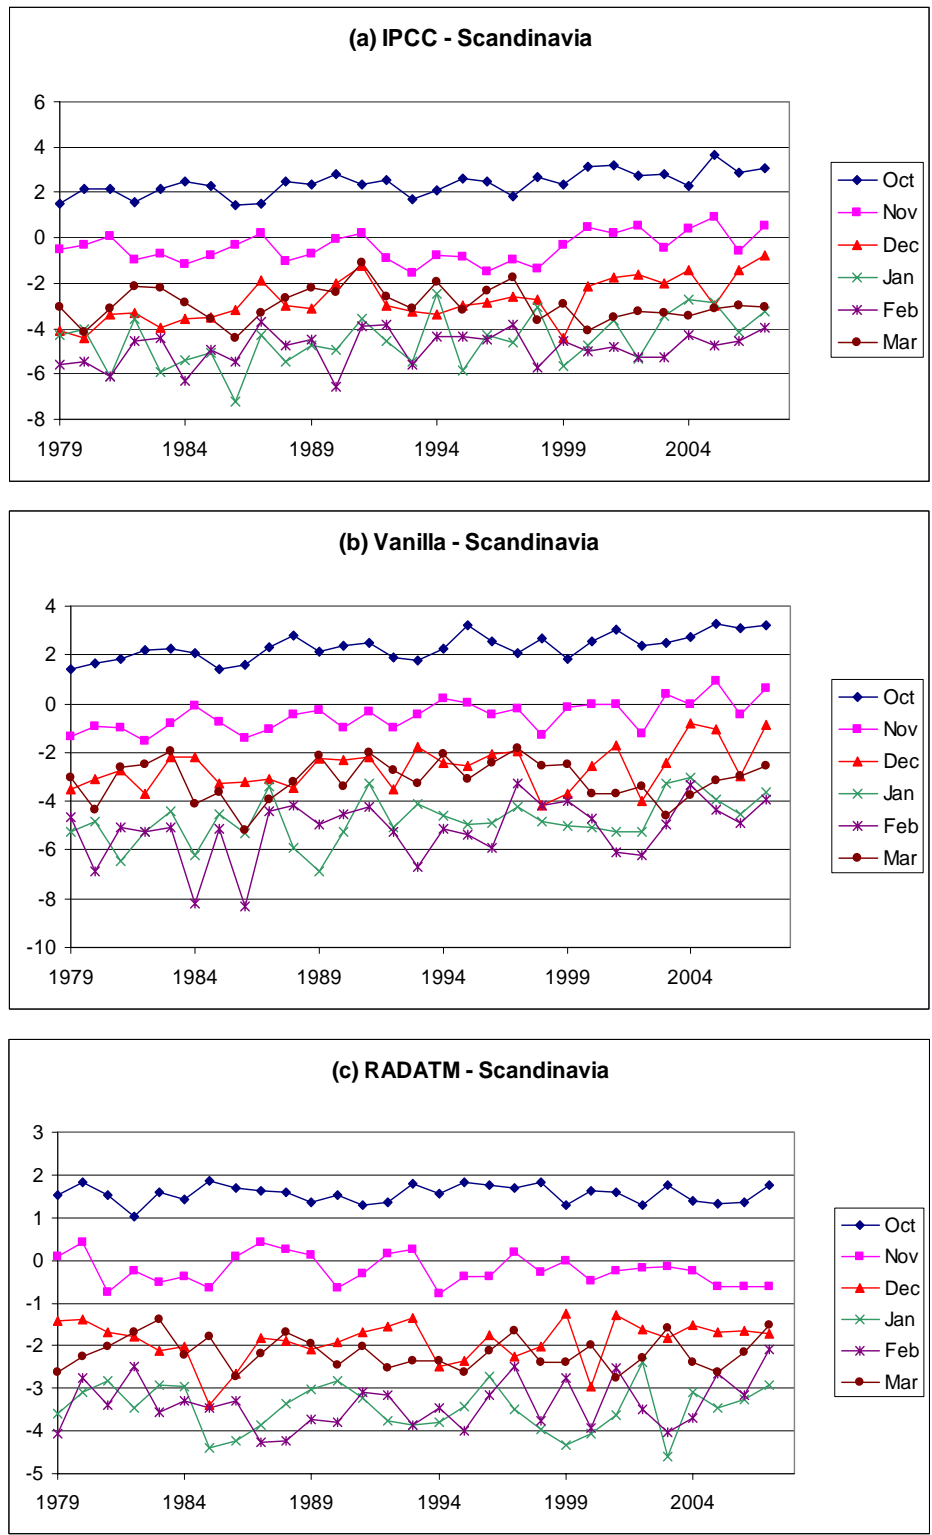 (a) IPCC - Scandinavia
6
4
2
0
-2
-4
-6
-8
1979 1984 1989 1994 1999 2004
Oct
Nov
Dec
Jan
Feb
Mar
(b) Vanilla - Scandinavia
4
2
0
-2
-4
-6
-8
-10
1979 1984 1989 1994 1999 2004
Oct
Nov
Dec
Jan
Feb
Mar
(c) RADATM - Scandinavia
3
2
1
0
-1
-2
-3
-4
-5
1979 1984 1989 1994 1999 2004
Oct
Nov
Dec
Jan
Feb
Mar